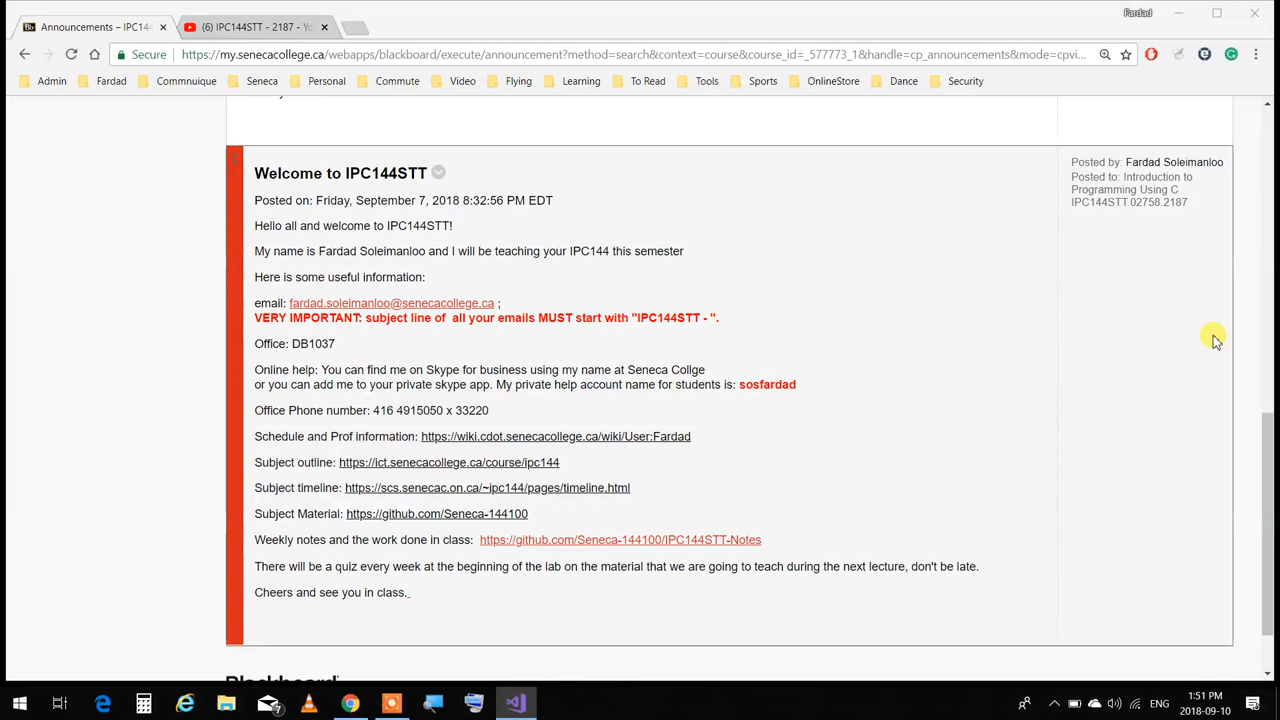 Announcements – IPC144
(6) IPC144STT - 2187 - Yo
Fardad
Secure
https://my.senecacollege.ca/webapps/blackboard/execute/announcement?method=search&context=course&course_id=_577773_1&handle=cp_announcements&mode=cpvi...
Admin Fardad Commnuique Seneca Personal Commute Video Flying Learning To Read Tools Sports OnlineStore Dance Security
Welcome to IPC144STT
Posted by: Fardad Soleimanloo
Posted to: Introduction to
Programming Using C
IPC144STT.02758.2187
Posted on: Friday, September 7, 2018 8:32:56 PM EDT
Hello all and welcome to IPC144STT!
My name is Fardad Soleimanloo and I will be teaching your IPC144 this semester
Here is some useful information:
email: fardad.soleimanloo@senecacollege.ca ;
VERY IMPORTANT: subject line of all your emails MUST start with "IPC144STT - ".
Office: DB1037
Online help: You can find me on Skype for business using my name at Seneca Collge
or you can add me to your private skype app. My private help account name for students is: sosfardad
Office Phone number: 416 4915050 x 33220
Schedule and Prof information: https://wiki.cdot.senecacollege.ca/wiki/User:Fardad
Subject outline: https://ict.senecacollege.ca/course/ipc144
Subject timeline: https://scs.senecac.on.ca/~ipc144/pages/timeline.html
Subject Material: https://github.com/Seneca-144100
Weekly notes and the work done in class: https://github.com/Seneca-144100/IPC144STT-Notes
There will be a quiz every week at the beginning of the lab on the material that we are going to teach during the next lecture, don't be late.
Cheers and see you in class.
Blackboard
7
ENG
1:51 PM
2018-09-10